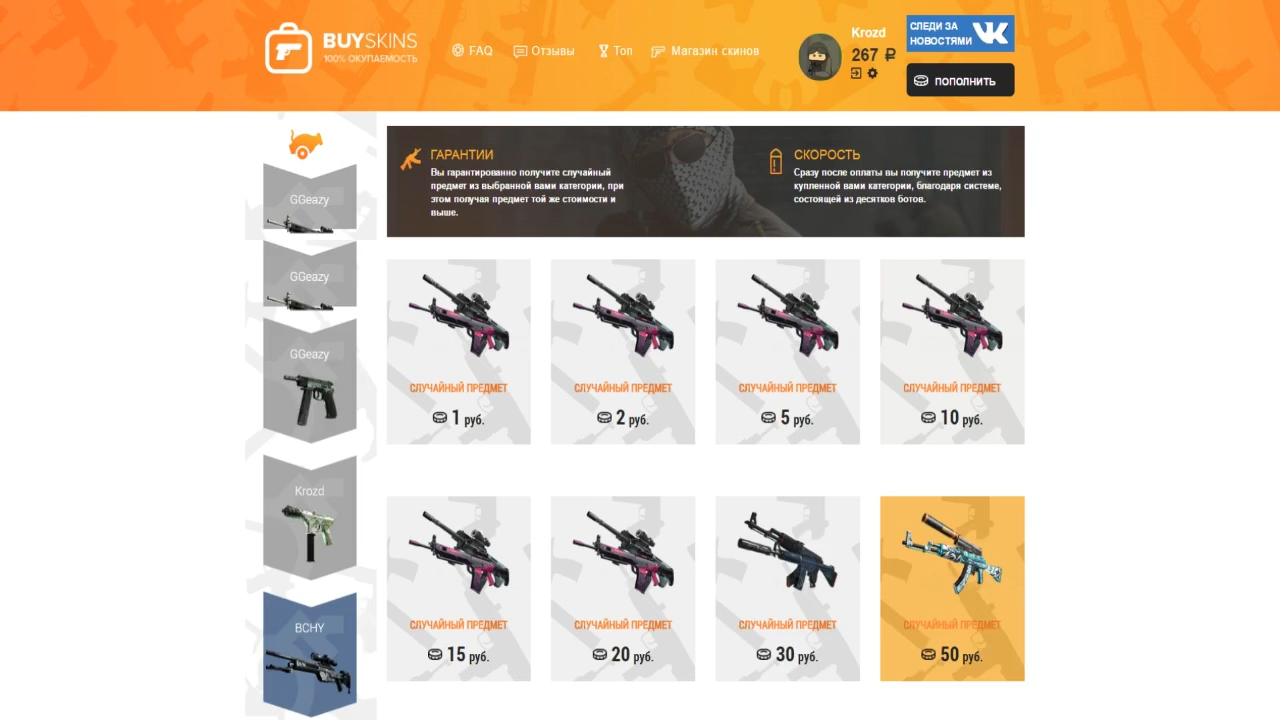 BUYSKINS
100% ОКУПАЕМОСТЬ
FAQ
Отзывы
Топ
Магазин скинов
Krozd
267 ₽
СЛЕДИ ЗА
НОВОСТЯМИ
ПОПОЛНИТЬ
GGeazy
GGeazy
GGeazy
Krozd
BCHY
ГАРАНТИИ
Вы гарантированно получите случайный
предмет из выбранной вами категории, при
этом получая предмет той же стоимости и
выше.
СКОРОСТЬ
Сразу после оплаты вы получите предмет из
купленной вами категории, благодаря системе,
состоящей из десятков ботов.
СЛУЧАЙНЫЙ ПРЕДМЕТ
1 руб.
СЛУЧАЙНЫЙ ПРЕДМЕТ
2 руб.
СЛУЧАЙНЫЙ ПРЕДМЕТ
5 руб.
СЛУЧАЙНЫЙ ПРЕДМЕТ
10 руб.
СЛУЧАЙНЫЙ ПРЕДМЕТ
15 руб.
СЛУЧАЙНЫЙ ПРЕДМЕТ
20 руб.
СЛУЧАЙНЫЙ ПРЕДМЕТ
30 руб.
СЛУЧАЙНЫЙ ПРЕДМЕТ
50 руб.